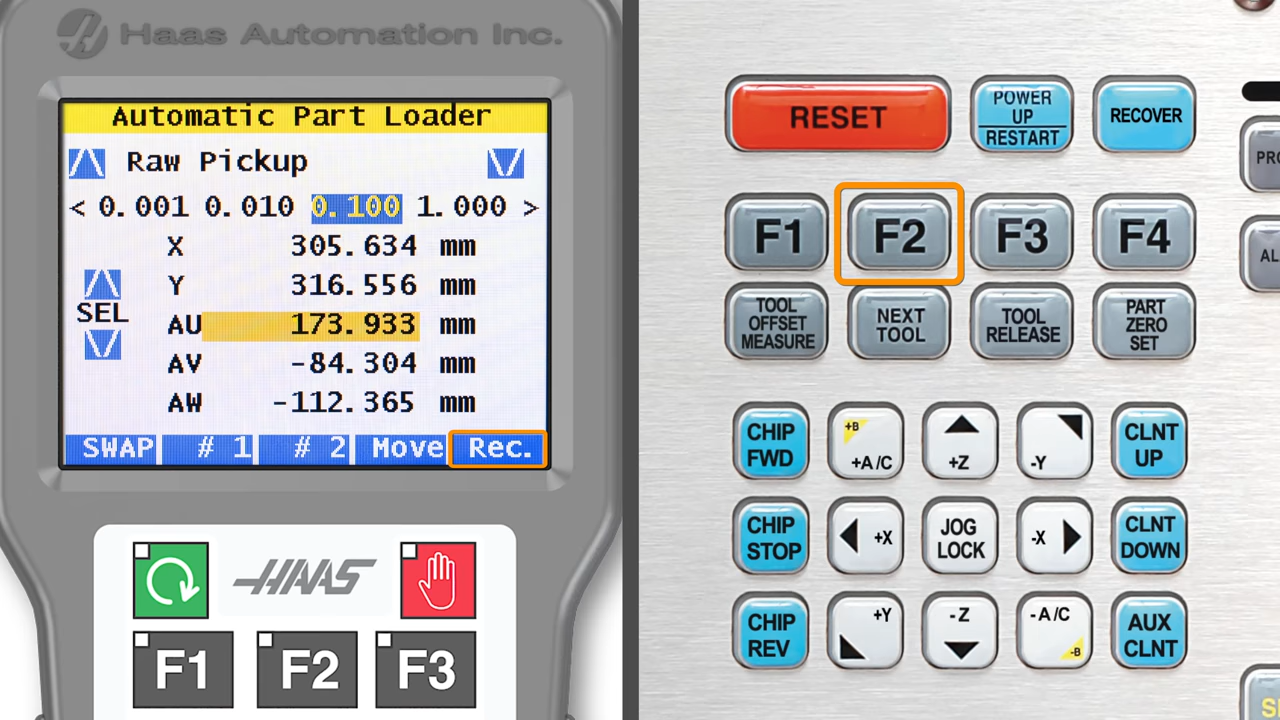 Haas Automation Inc.
Automatic Part Loader
Raw Pickup
< 0.001 0.010 0.100 1.000 >
X 305.634 mm
Y 316.556 mm
SEL
AU 173.933 mm
AV -84.304 mm
AW -112.365 mm
SWAP # 1 # 2 Move Rec.
HAAS
F1 F2 F3
RESET
POWER
UP
RESTART
RECOVER
F1 F2 F3 F4
TOOL
OFFSET
MEASURE
NEXT
TOOL
TOOL
RELEASE
PART
ZERO
SET
CHIP
FWD
+B
+A/C
+Z
-Y
CLNT
UP
CHIP
STOP
+X
JOG
LOCK
-X
CLNT
DOWN
CHIP
REV
+Y
-Z
-A/C
-B
AUX
CLNT